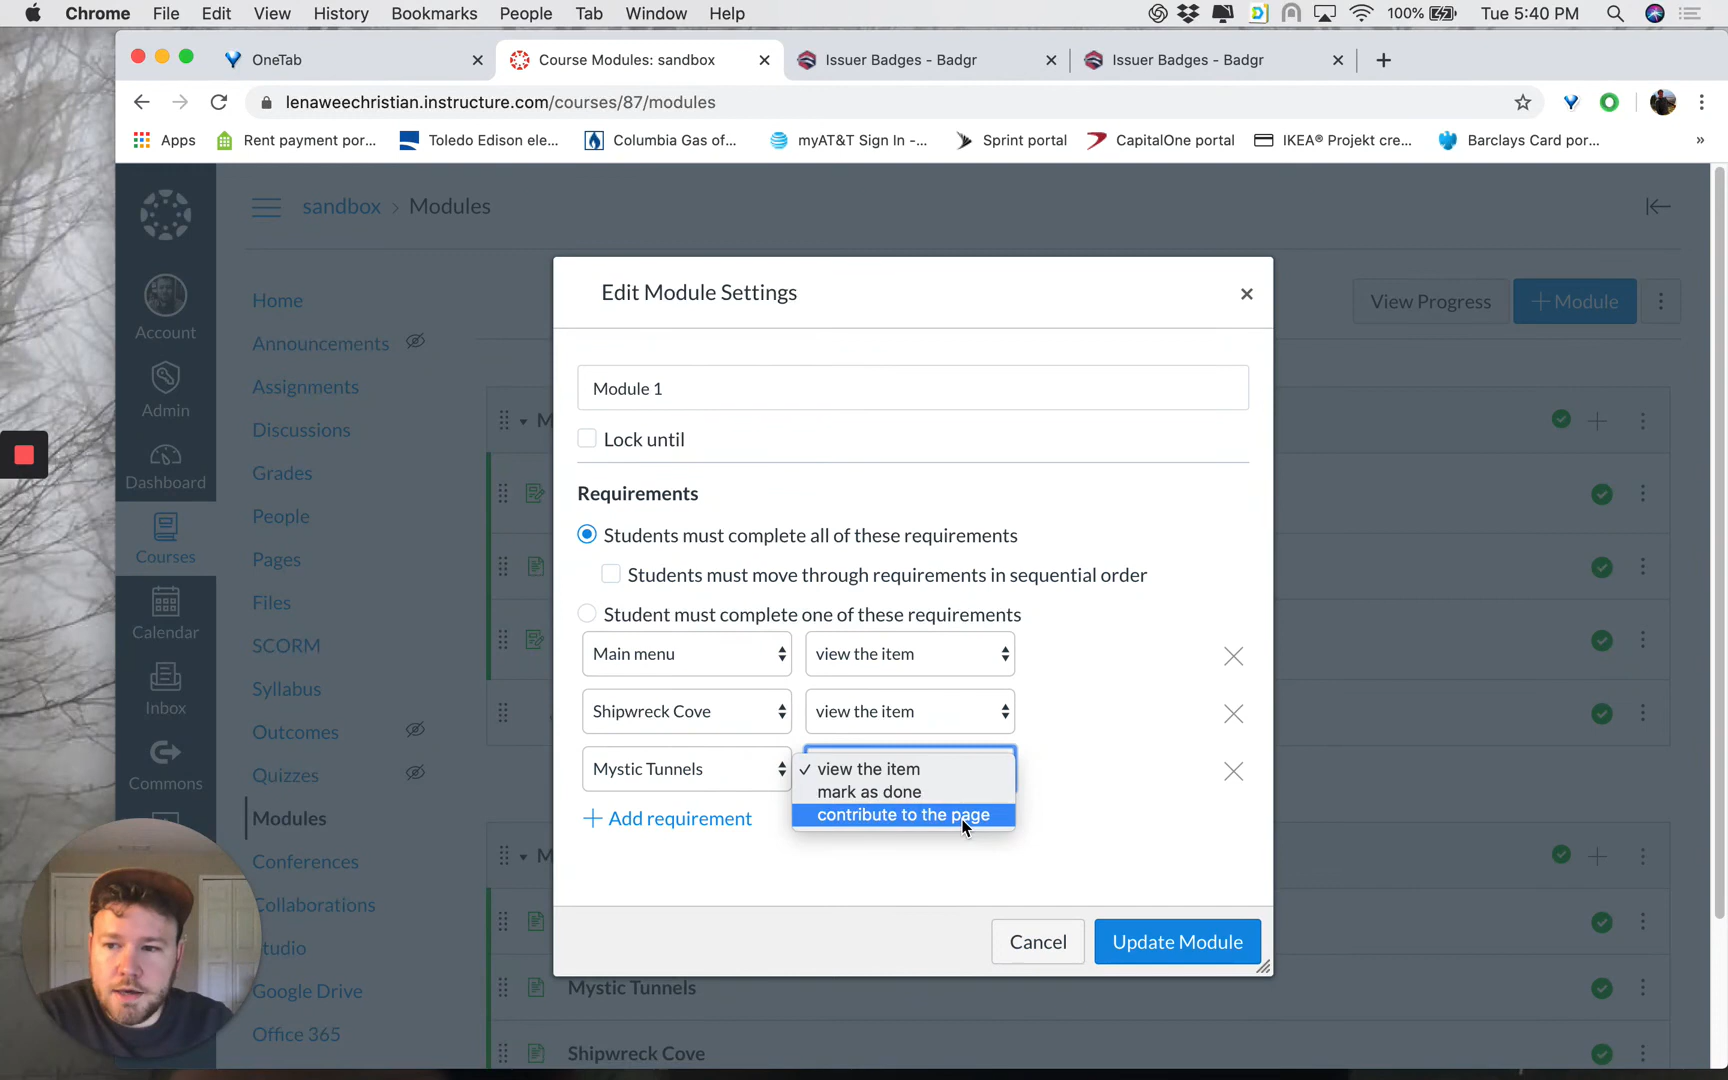 Chrome File Edit View History Bookmarks People Tab Window Help 100% Tue 5:40 PM
OneTab Course Modules: sandbox Issuer Badges - Badgr Issuer Badges - Badgr
lenaweechristian.instructure.com/courses/87/modules
Apps Rent payment por... Toledo Edison ele... Columbia Gas of... myAT&T Sign In -... Sprint portal CapitalOne portal IKEA® Projekt cre... Barclays Card por... »
sandbox › Modules
Account
Admin
Dashboard
Courses
Calendar
Inbox
Commons
Home
Announcements
Assignments
Discussions
Grades
People
Pages
Files
SCORM
Syllabus
Outcomes
Quizzes
Modules
Conferences
Collaborations
Studio
Google Drive
Office 365
View Progress + Module
Edit Module Settings
Module 1
Lock until
Requirements
Students must complete all of these requirements
Students must move through requirements in sequential order
Student must complete one of these requirements
Main menu view the item
Shipwreck Cove view the item
Mystic Tunnels ✓ view the item
mark as done
contribute to the page
+ Add requirement
Cancel Update Module
Mystic Tunnels
Shipwreck Cove